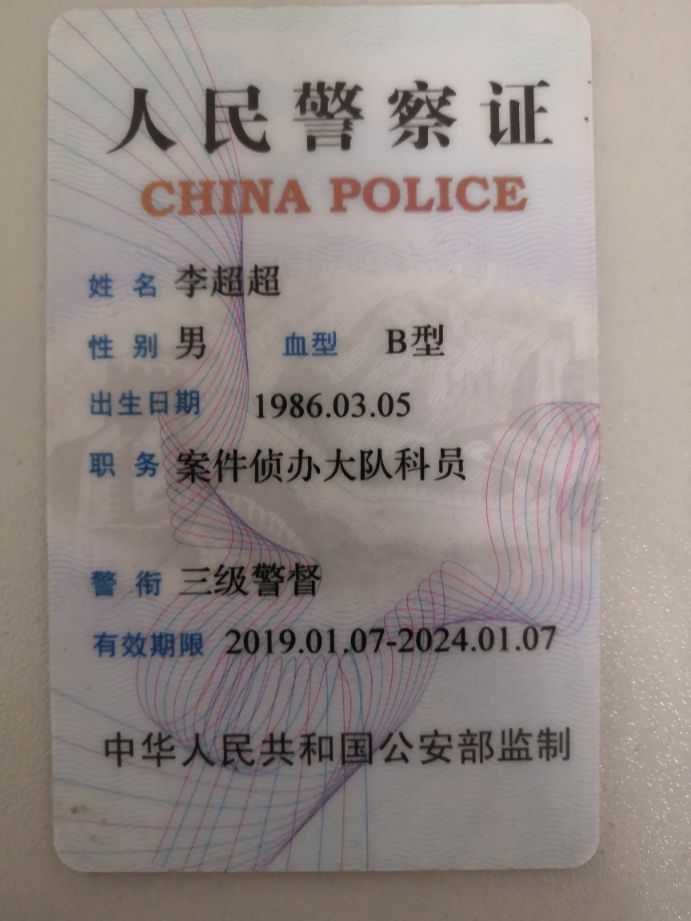 人民警察证
CHINA POLICE
姓 名 李超超
性 别 男 血型 B型
出生日期 1986.03.05
职 务 案件侦办大队科员
警 衔 三级警督
有效期限 2019.01.07-2024.01.07
中华人民共和国公安部监制